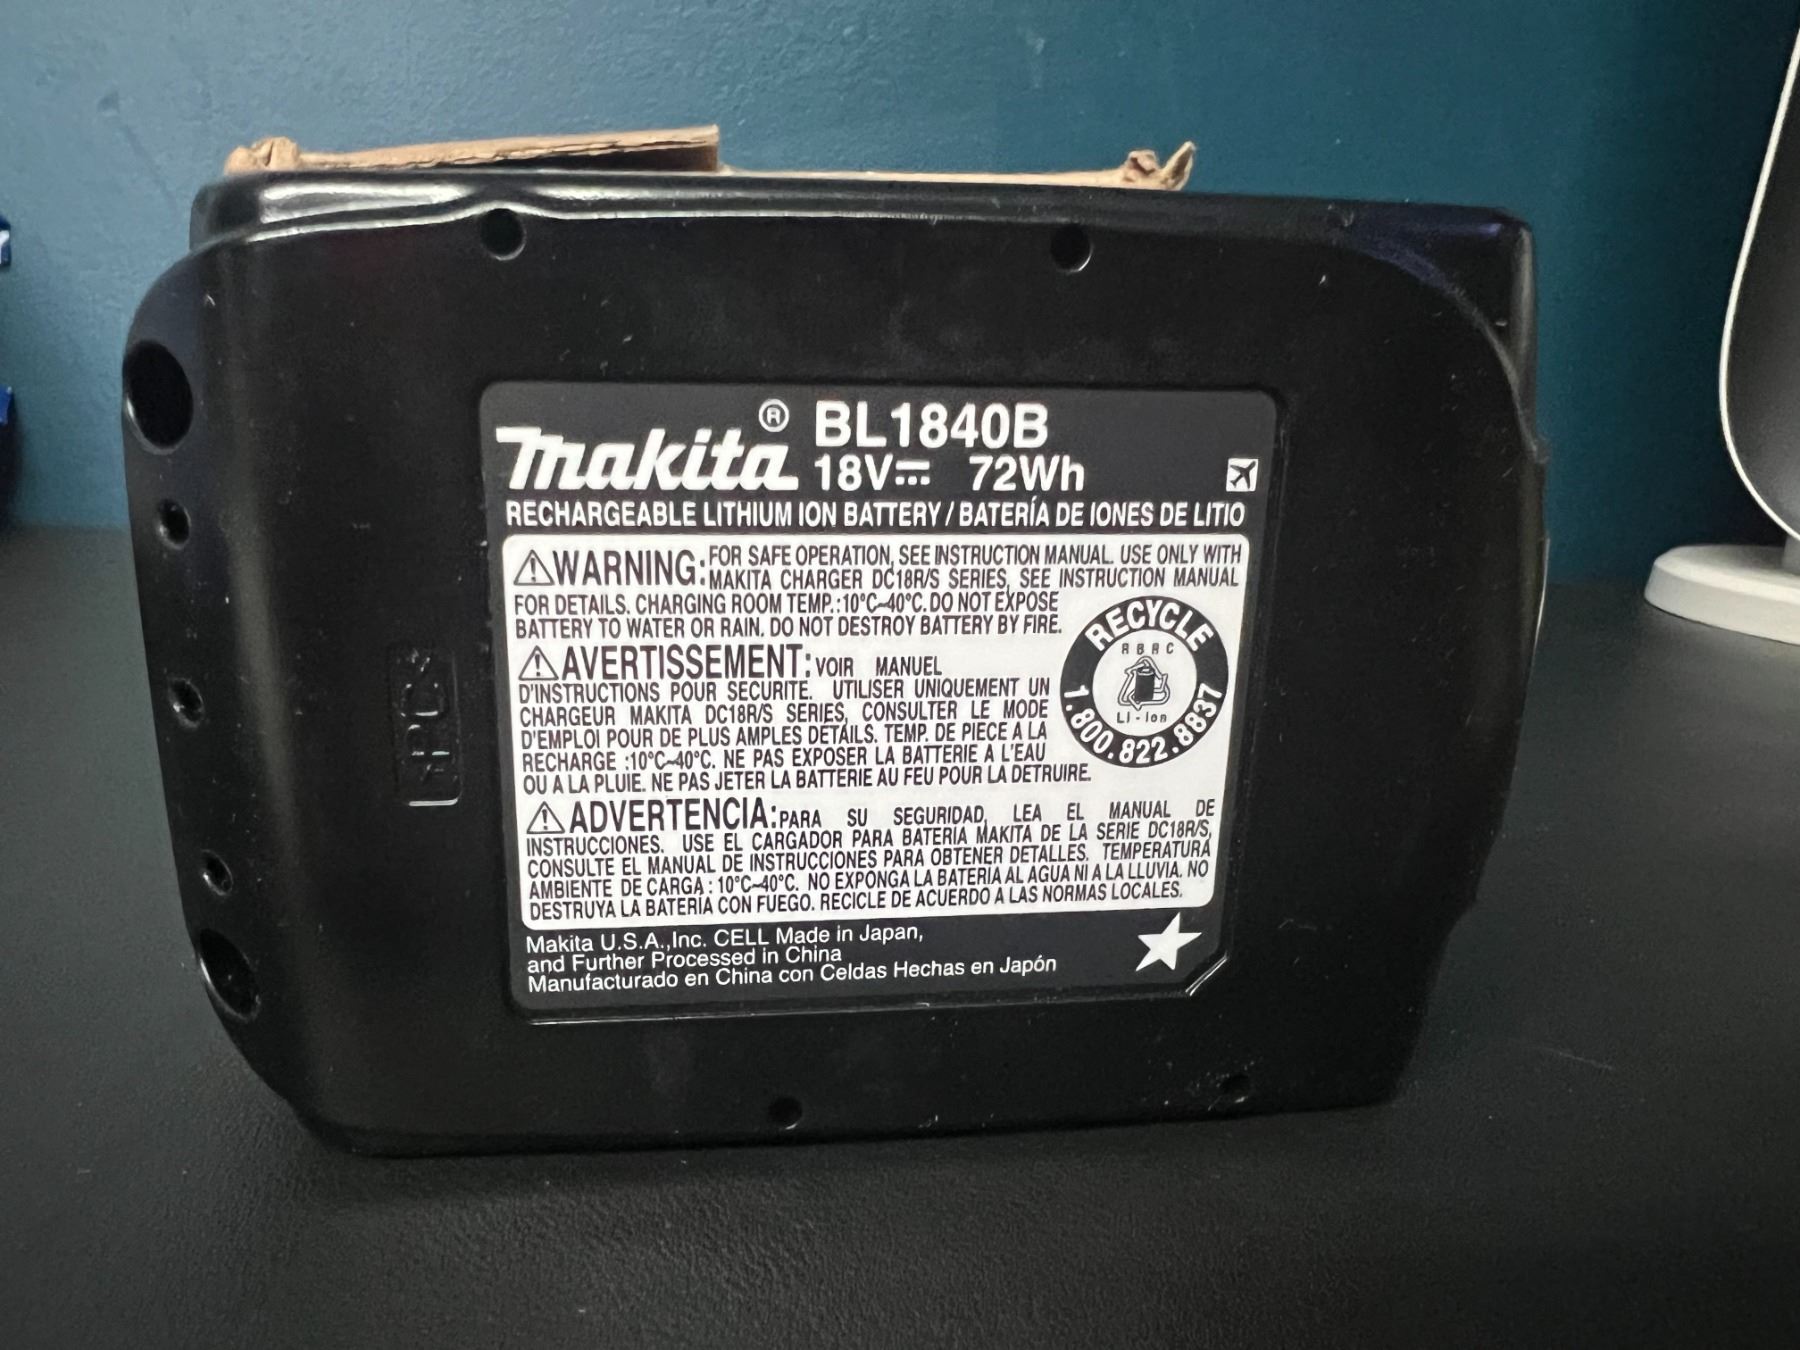 makita® BL1840B
18V 72Wh
RECHARGEABLE LITHIUM ION BATTERY / BATERÍA DE IONES DE LITIO
WARNING: FOR SAFE OPERATION, SEE INSTRUCTION MANUAL. USE ONLY WITH
MAKITA CHARGER DC18R/S SERIES, SEE INSTRUCTION MANUAL
FOR DETAILS. CHARGING ROOM TEMP.:10°C~40°C. DO NOT EXPOSE
BATTERY TO WATER OR RAIN. DO NOT DESTROY BATTERY BY FIRE.
AVERTISSEMENT: VOIR MANUEL
D'INSTRUCTIONS POUR SECURITE. UTILISER UNIQUEMENT UN
CHARGEUR MAKITA DC18R/S SERIES, CONSULTER LE MODE
D'EMPLOI POUR DE PLUS AMPLES DETAILS. TEMP. DE PIECE A LA
RECHARGE :10°C~40°C. NE PAS EXPOSER LA BATTERIE A L'EAU
OU A LA PLUIE. NE PAS JETER LA BATTERIE AU FEU POUR LA DETRUIRE.
RECYCLE
RBRC
Li-Ion
1.800.822.8837
ADVERTENCIA: PARA SU SEGURIDAD, LEA EL MANUAL DE
INSTRUCCIONES. USE EL CARGADOR PARA BATERIA MAKITA DE LA SERIE DC18R/S,
CONSULTE EL MANUAL DE INSTRUCCIONES PARA OBTENER DETALLES. TEMPERATURA
AMBIENTE DE CARGA : 10°C~40°C. NO EXPONGA LA BATERIA AL AGUA NI A LA LLUVIA. NO
DESTRUYA LA BATERÍA CON FUEGO. RECICLE DE ACUERDO A LAS NORMAS LOCALES.
Makita U.S.A.,Inc. CELL Made in Japan,
and Further Processed in China
Manufacturado en China con Celdas Hechas en Japón